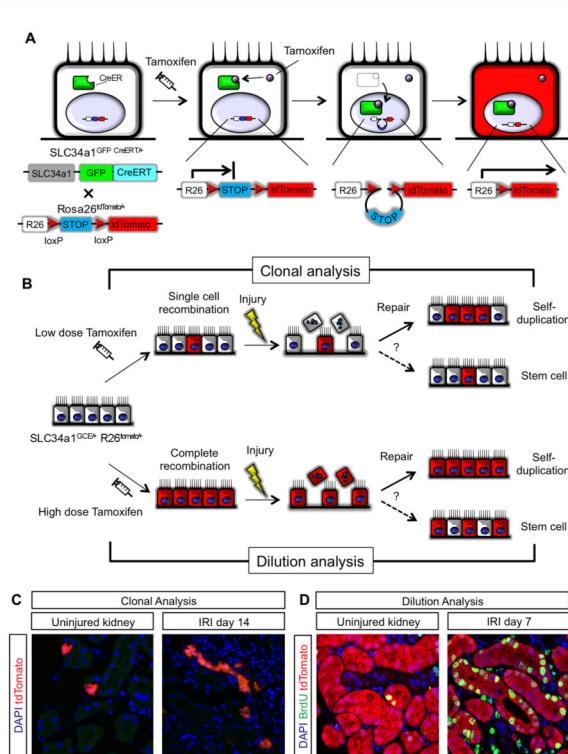 A
Tamoxifen
Tamoxifen
CreER
SLC34a1GFP CreERT/+
SLC34a1 GFP CreERT
×
Rosa26tdTomato/+
R26 STOP tdTomato
loxP loxP
R26 STOP tdTomato
R26 tdTomato
STOP
R26 tdTomato
B
Clonal analysis
Low dose Tamoxifen
Single cell
recombination
Injury
Repair
?
Self-
duplication
Stem cell
SLC34a1GCE/+ R26tomato/+
High dose Tamoxifen
Complete
recombination
Injury
Repair
?
Self-
duplication
Stem cell
Dilution analysis
C
Clonal Analysis
Uninjured kidney IRI day 14
DAPI tdTomato
D
Dilution Analysis
Uninjured kidney IRI day 7
DAPI BrdU tdTomato